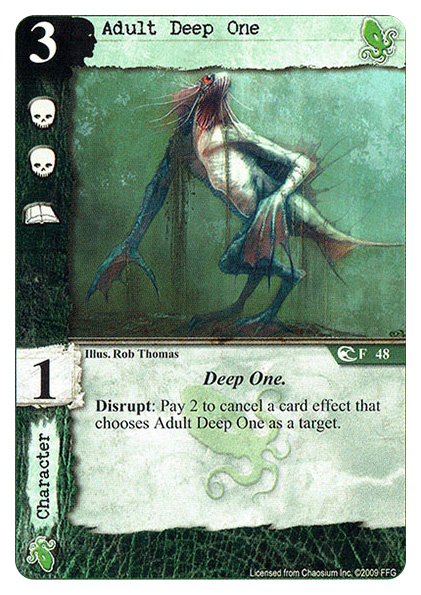 3
Adult Deep One
Illus. Rob Thomas
F 48
1
Deep One.
Disrupt: Pay 2 to cancel a card effect that
chooses Adult Deep One as a target.
Character
Licensed from Chaosium Inc. ©2009 FFG